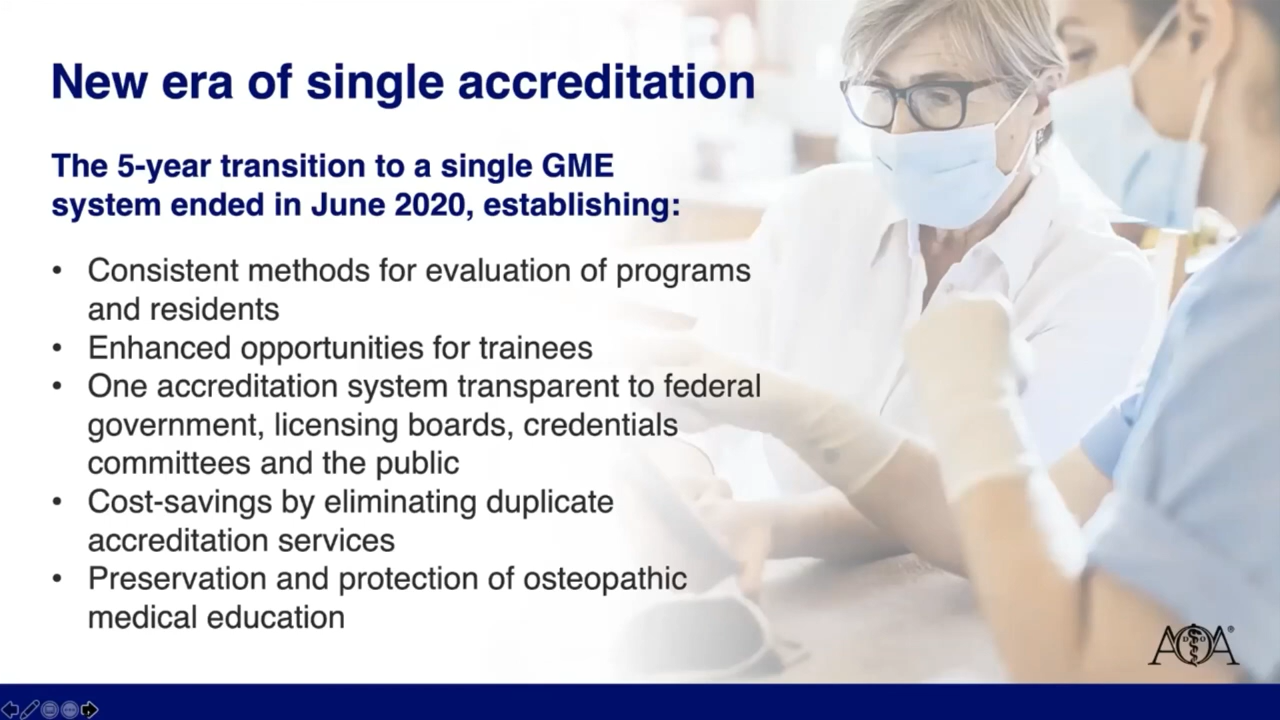 New era of single accreditation
The 5-year transition to a single GME
system ended in June 2020, establishing:
• Consistent methods for evaluation of programs
and residents
• Enhanced opportunities for trainees
• One accreditation system transparent to federal
government, licensing boards, credentials
committees and the public
• Cost-savings by eliminating duplicate
accreditation services
• Preservation and protection of osteopathic
medical education
AOA®